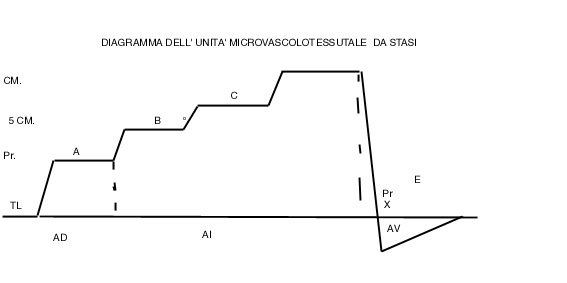 DIAGRAMMA DELL' UNITA' MICROVASCOLOTESSUTALE DA STASI
CM.
C
5 CM.
B
A
Pr.
E
Pr
X
TL
AV
AD
AI